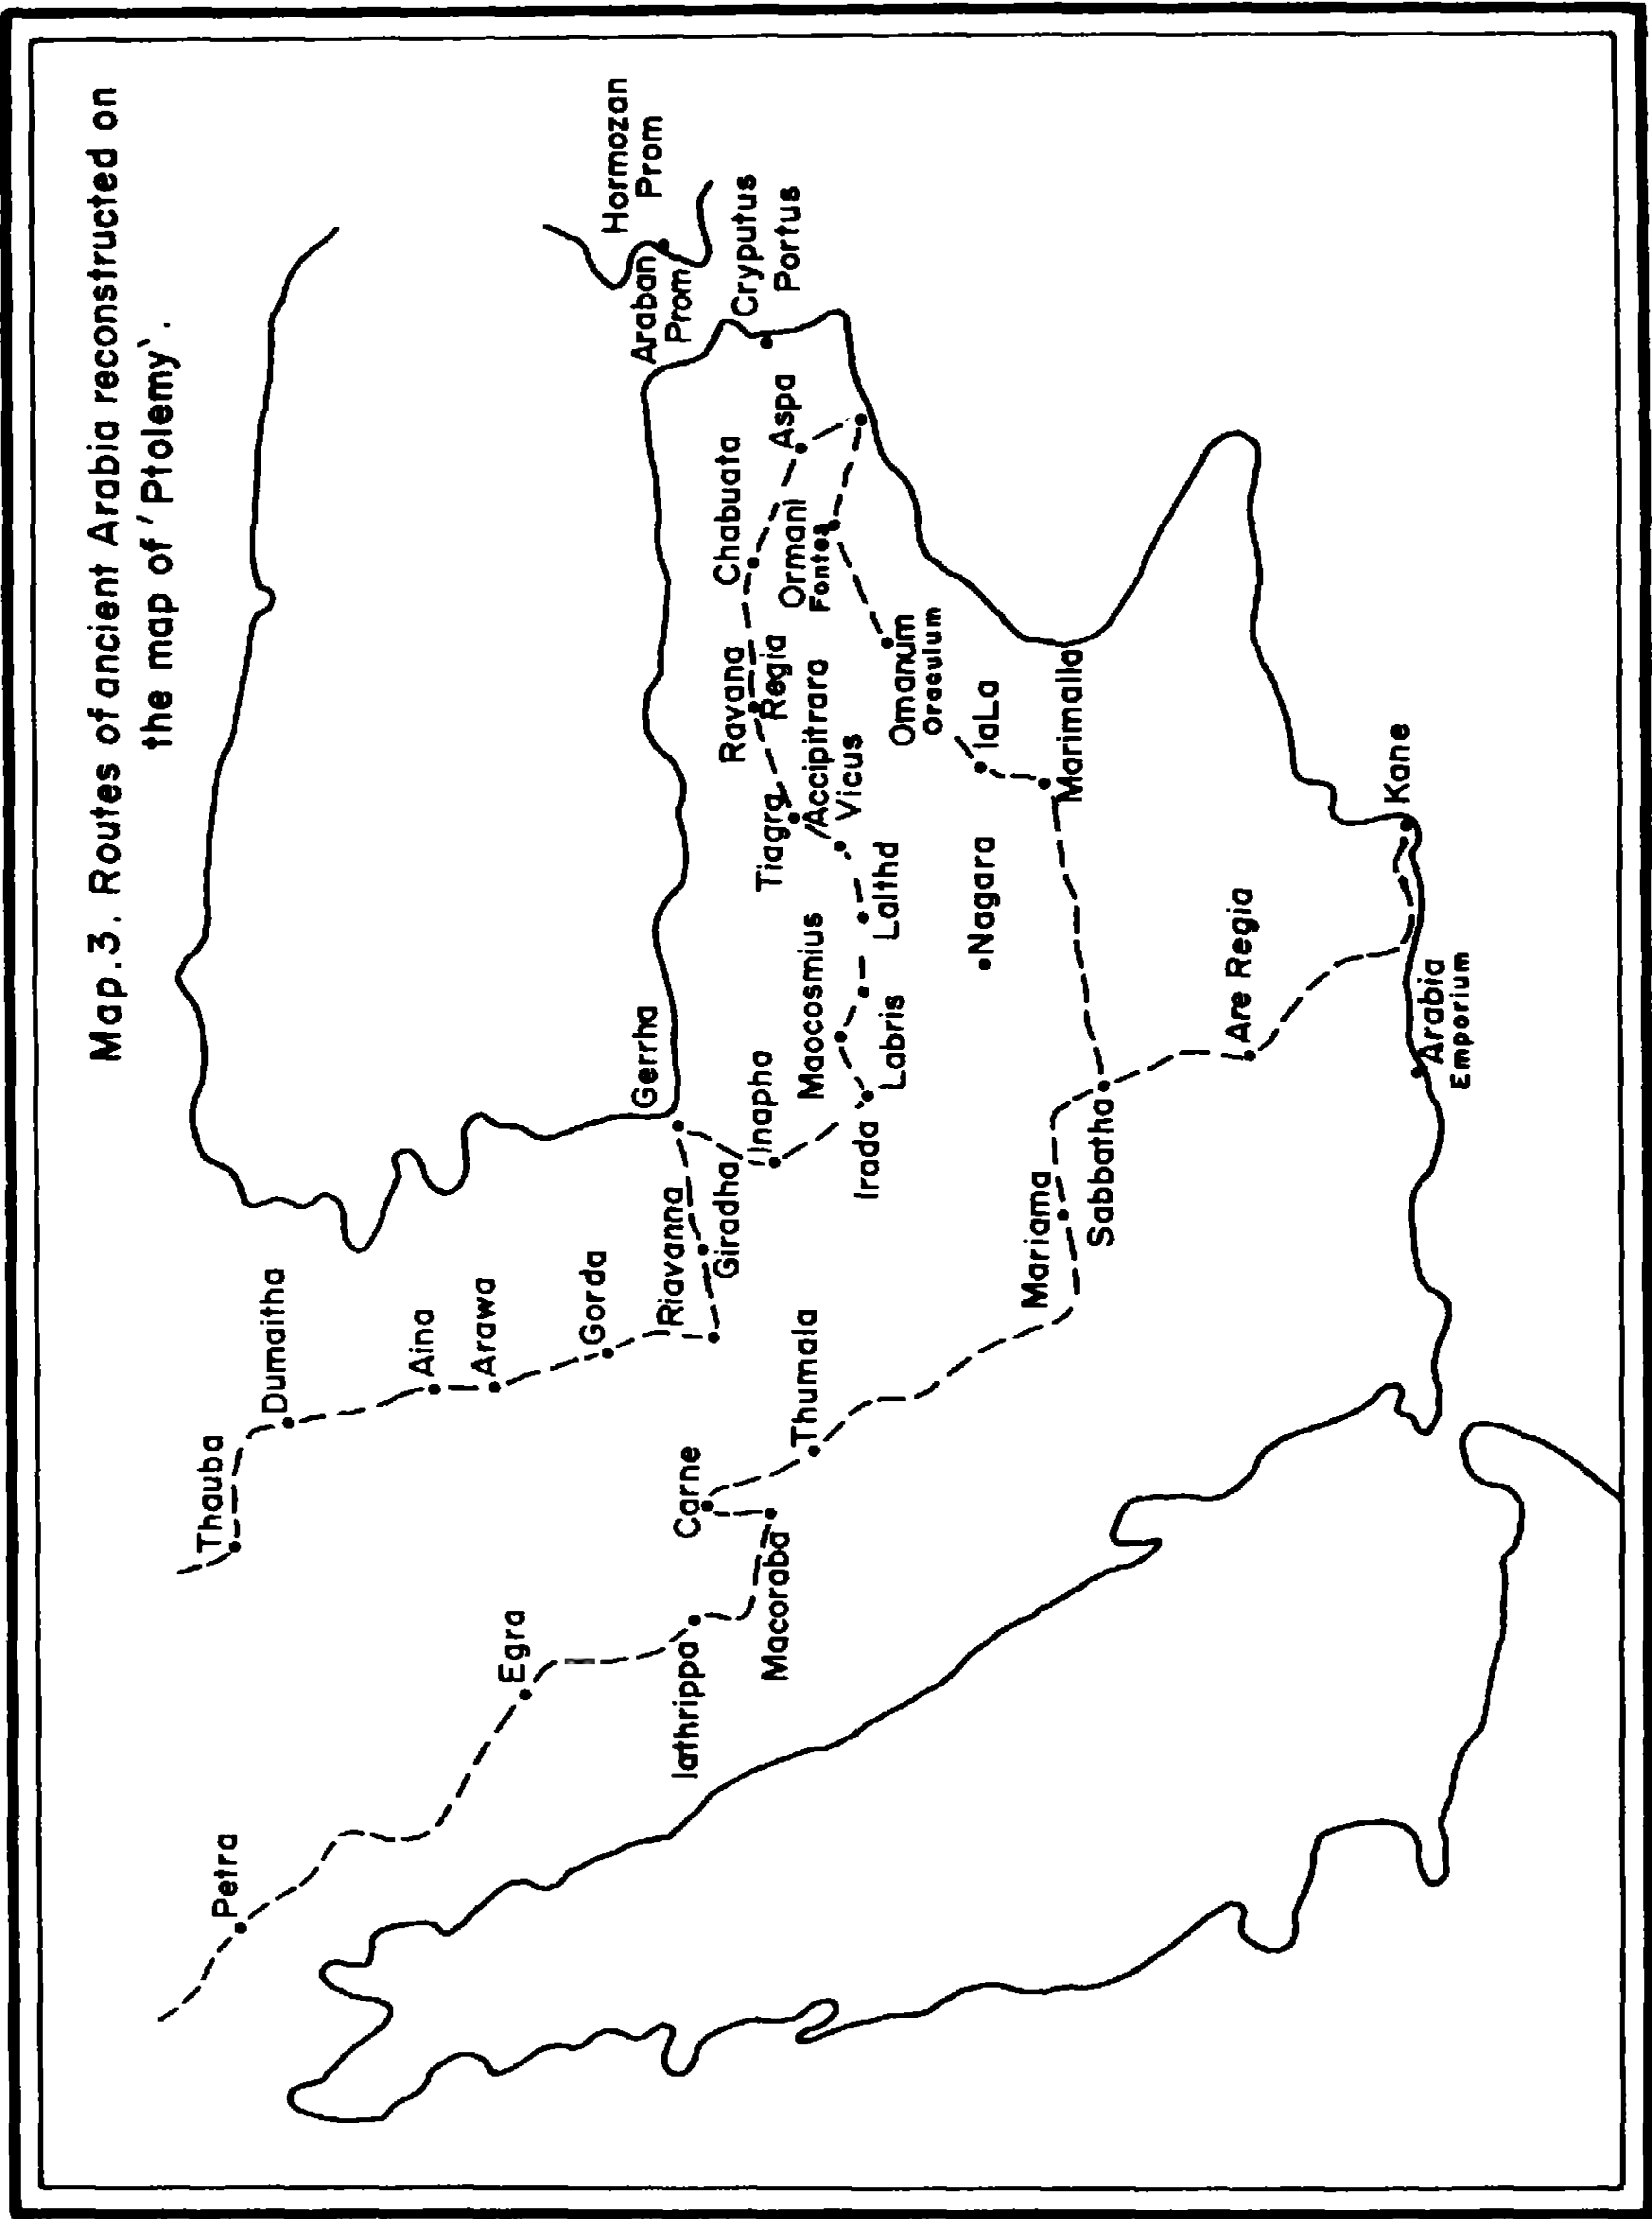 Map.3. Routes of ancient Arabia reconstructed on
the map of 'Ptolemy'.
Hormozan
Prom
Araban
Prom
Cryputus
Portus
Aspa
Chabuata
Ormani
Fontes
Ravana
Regia
Omanum
Oraculum
Tiagra
Accipitrara
Vicus
IaLa
Marimalla
Lalthd
Nagara
Kane
Macosmius
Labris
Are Regia
Arabia
Emporium
Gerrha
Inapha
Irada
Sabbatha
Mariama
Giradha
Riavanna
Gorda
Arawa
Aina
Dumaitha
Thauba
Thumala
Carne
Macoraba
Iathrippa
Egra
Petra